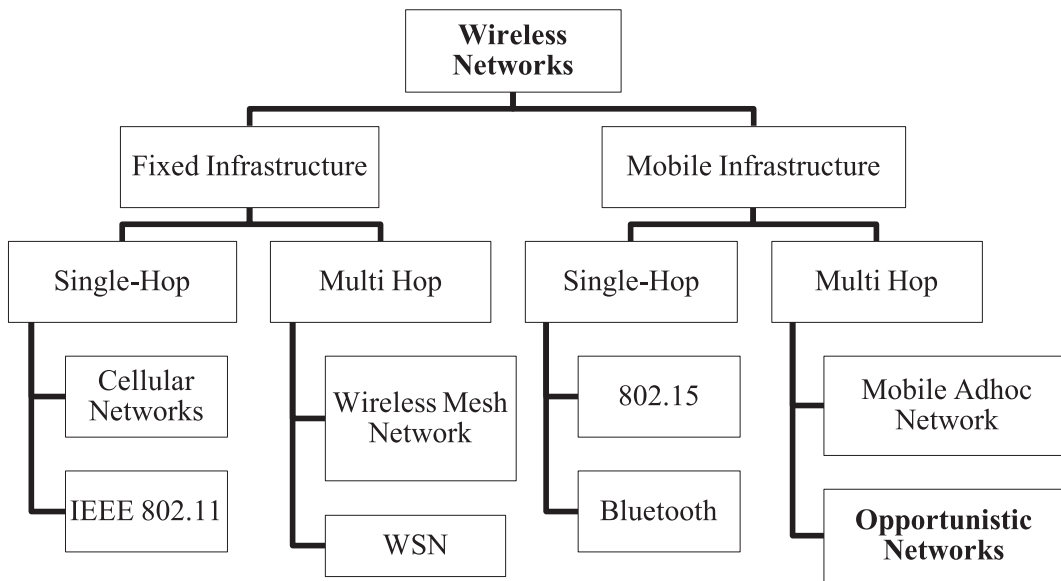 Wireless
Networks
Fixed Infrastructure
Mobile Infrastructure
Single-Hop
Multi Hop
Single-Hop
Multi Hop
Cellular
Networks
Wireless Mesh
Network
802.15
Mobile Adhoc
Network
IEEE 802.11
WSN
Bluetooth
Opportunistic
Networks